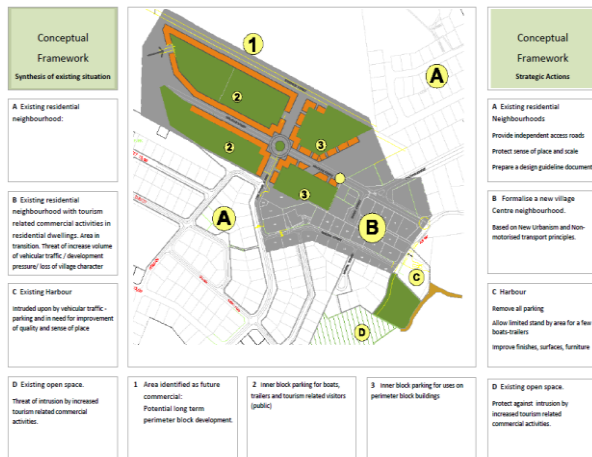 Conceptual
Framework
Synthesis of existing situation
A Existing residential
neighbourhood:
B Existing residential
neighbourhood with tourism
related commercial activities in
residential dwellings. Area in
transition. Threat of increase volume
of vehicular traffic / development
pressure/ loss of village character
C Existing Harbour
Intruded upon by vehicular traffic -
parking and in need for improvement
of quality and sense of place
D Existing open space.
Threat of intrusion by increased
tourism related commercial
activities.
1
A
2
3
2
3
A
B
C
D
1 Area identified as future
commercial:
Potential long term
perimeter block development.
2 Inner block parking for boats,
trailers and tourism related visitors
(public)
3 Inner block parking for uses on
perimeter block buildings
Conceptual
Framework
Strategic Actions
A Existing residential
Neighbourhoods
Provide independent access roads
Protect sense of place and scale
Prepare a design guideline document
B Formalise a new village
Centre neighbourhood.
Based on New Urbanism and Non-
motorised transport principles.
C Harbour
Remove all parking
Allow limited stand by area for a few
boats-trailers
Improve finishes, surfaces, furniture
D Existing open space.
Protect against intrusion by
increased tourism related
commercial activities.